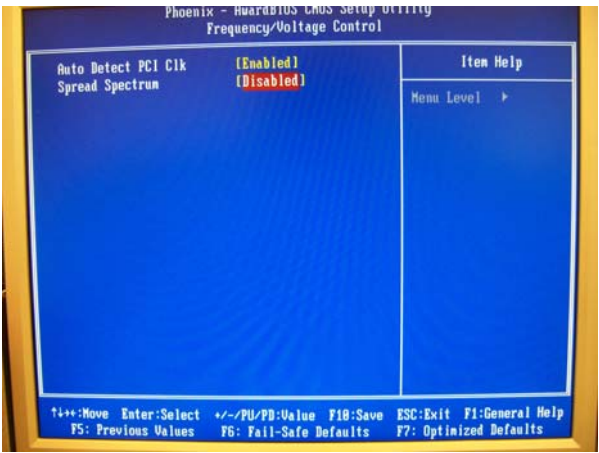 Phoenix - AwardBIOS CMOS Setup Utility
Frequency/Voltage Control
Auto Detect PCI Clk [Enabled]
Spread Spectrum [Disabled]
Item Help
Menu Level ▸
↑↓→←:Move Enter:Select +/-/PU/PD:Value F10:Save ESC:Exit F1:General Help
F5: Previous Values F6: Fail-Safe Defaults F7: Optimized Defaults